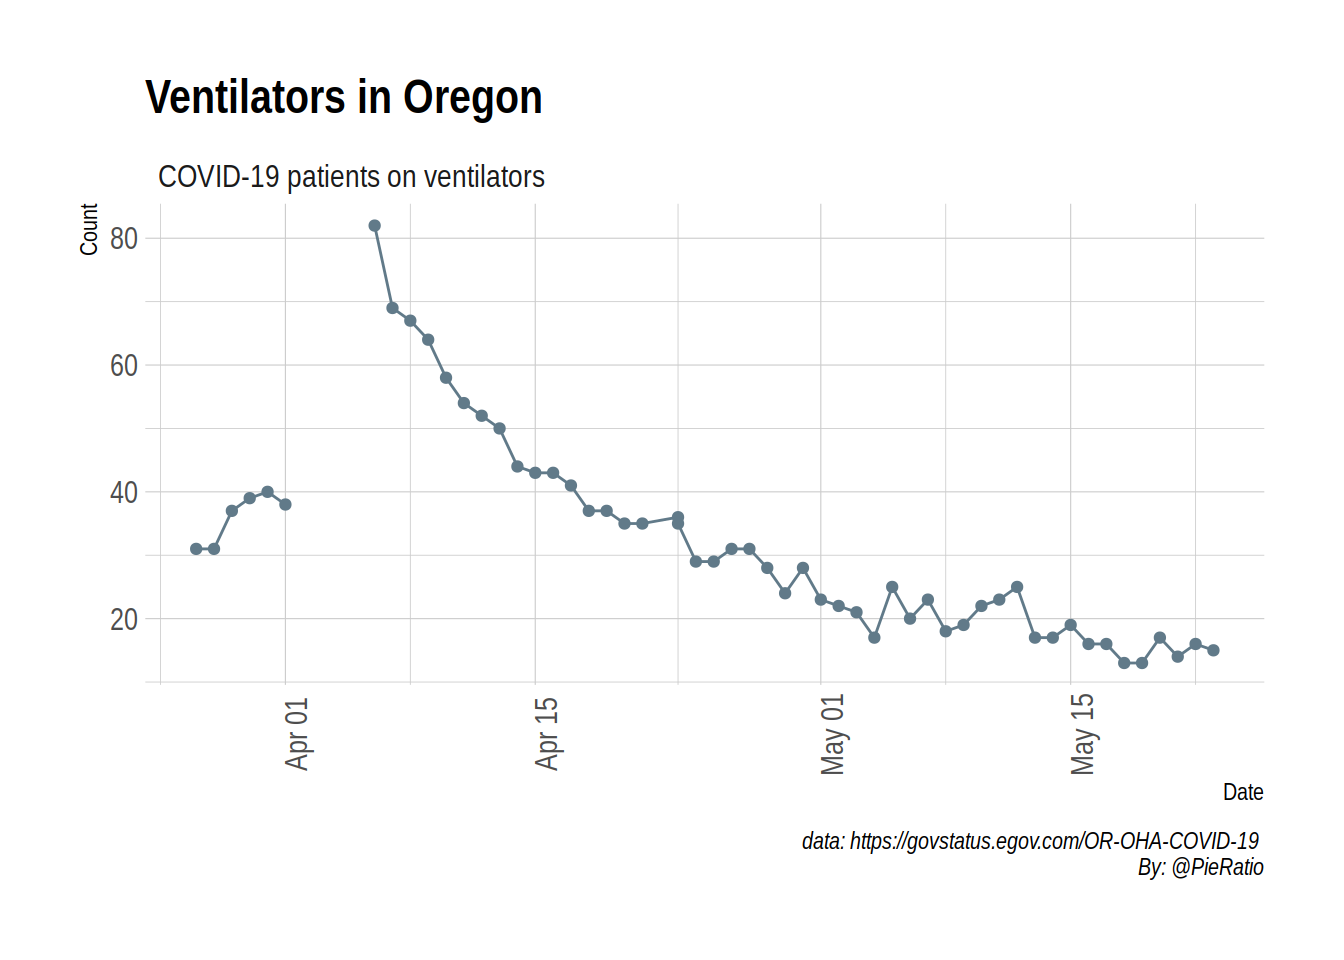 Ventilators in Oregon
COVID-19 patients on ventilators
Count
80
60
40
20
Apr 01
Apr 15
May 01
May 15
Date
data: https://govstatus.egov.com/OR-OHA-COVID-19
By: @PieRatio